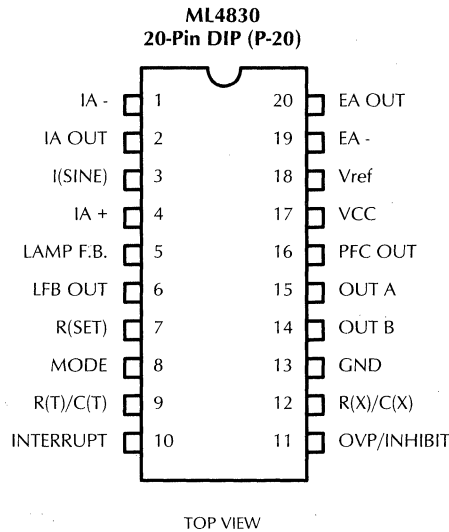 ML4830
20-Pin DIP (P-20)
IA - 1 20 EA OUT
IA OUT 2 19 EA -
I(SINE) 3 18 Vref
IA + 4 17 VCC
LAMP F.B. 5 16 PFC OUT
LFB OUT 6 15 OUT A
R(SET) 7 14 OUT B
MODE 8 13 GND
R(T)/C(T) 9 12 R(X)/C(X)
INTERRUPT 10 11 OVP/INHIBIT
TOP VIEW